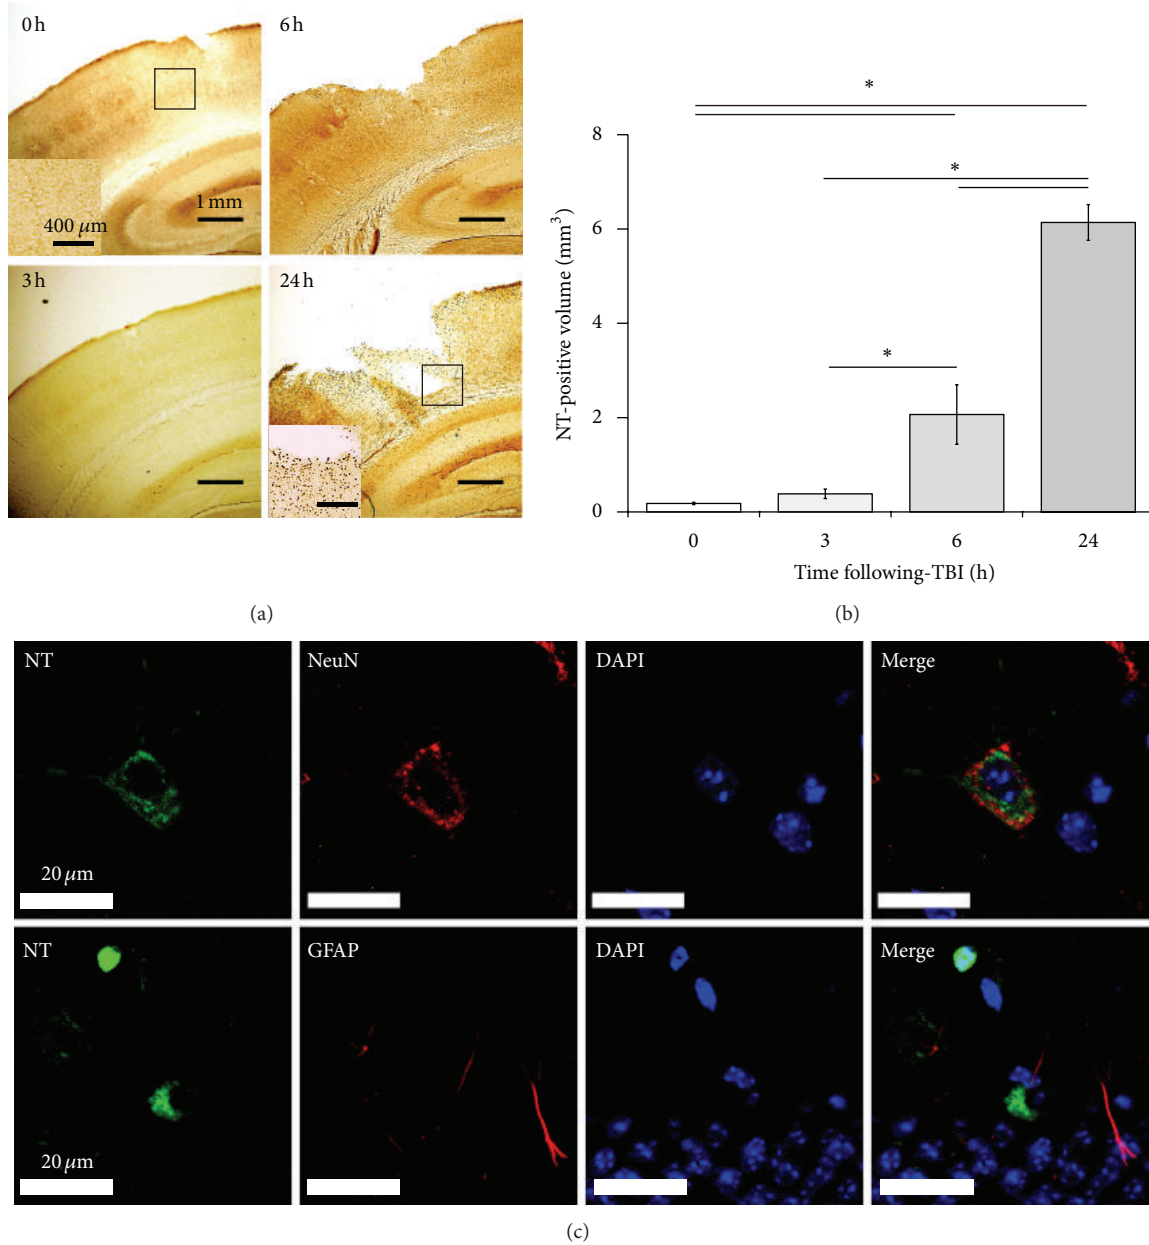 0 h
6 h
400 µm
1 mm
3 h
24 h
(a)
*
*
*
NT-positive volume (mm³)
8
6
4
2
0
0 3 6 24
Time following-TBI (h)
(b)
NT NeuN DAPI Merge
20 µm
NT GFAP DAPI Merge
20 µm
(c)